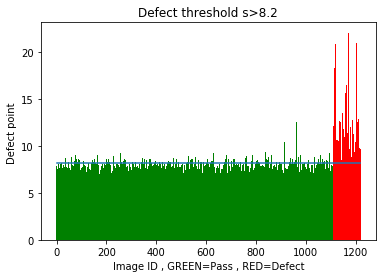 Defect threshold s>8.2
Defect point
20
15
10
5
0
0 200 400 600 800 1000 1200
Image ID , GREEN=Pass , RED=Defect